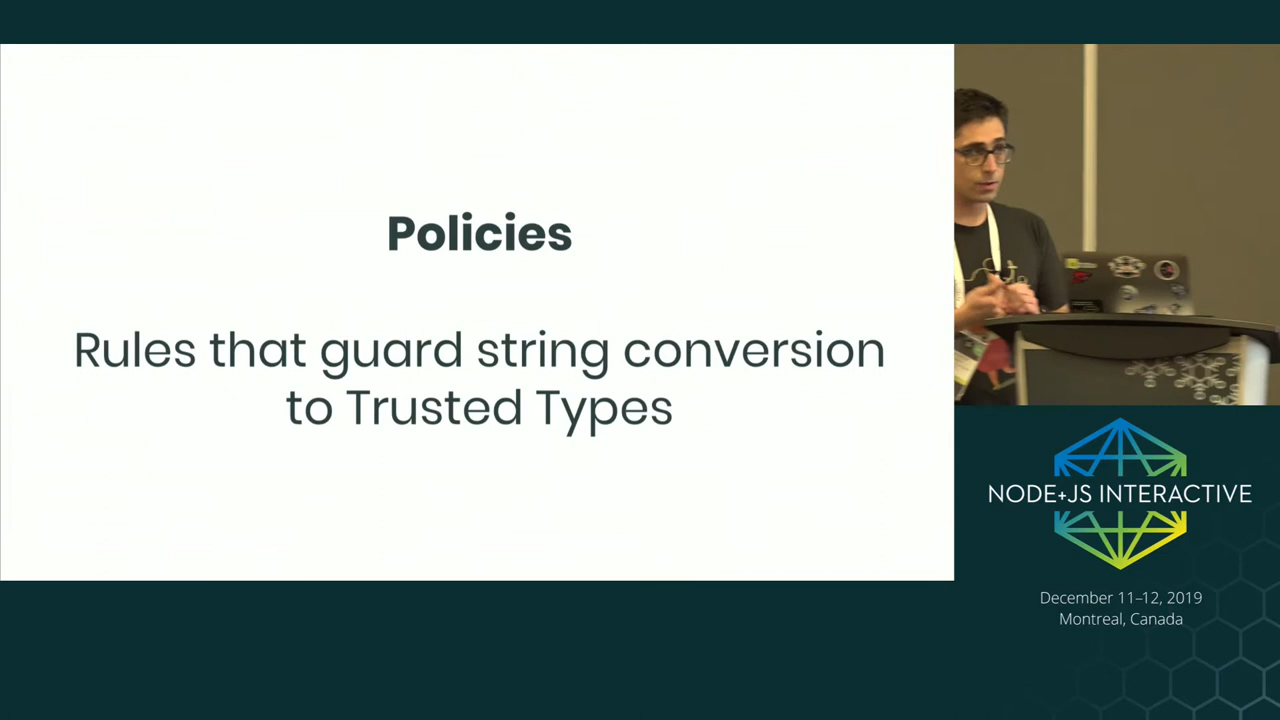 Policies
Rules that guard string conversion
to Trusted Types
NODE+JS INTERACTIVE
December 11–12, 2019
Montreal, Canada